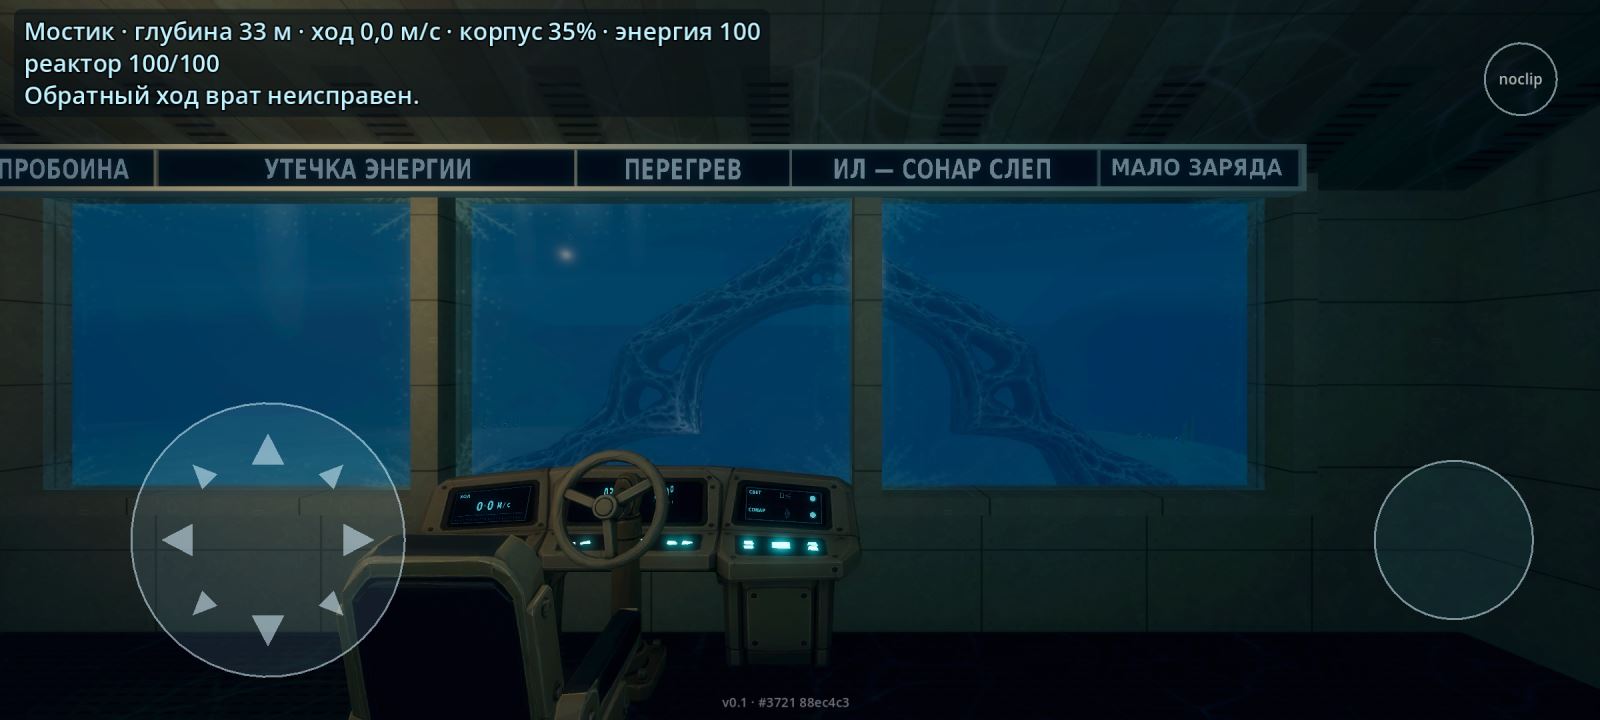 Мостик · глубина 33 м · ход 0,0 м/с · корпус 35% · энергия 100
реактор 100/100
Обратный ход врат неисправен.
noclip
ПРОБОИНА
УТЕЧКА ЭНЕРГИИ
ПЕРЕГРЕВ
ИЛ — СОНАР СЛЕП
МАЛО ЗАРЯДА
ХОД
0·0 М/С
СВЕТ
СОНАР
v0.1 · #3721 88ec4c3